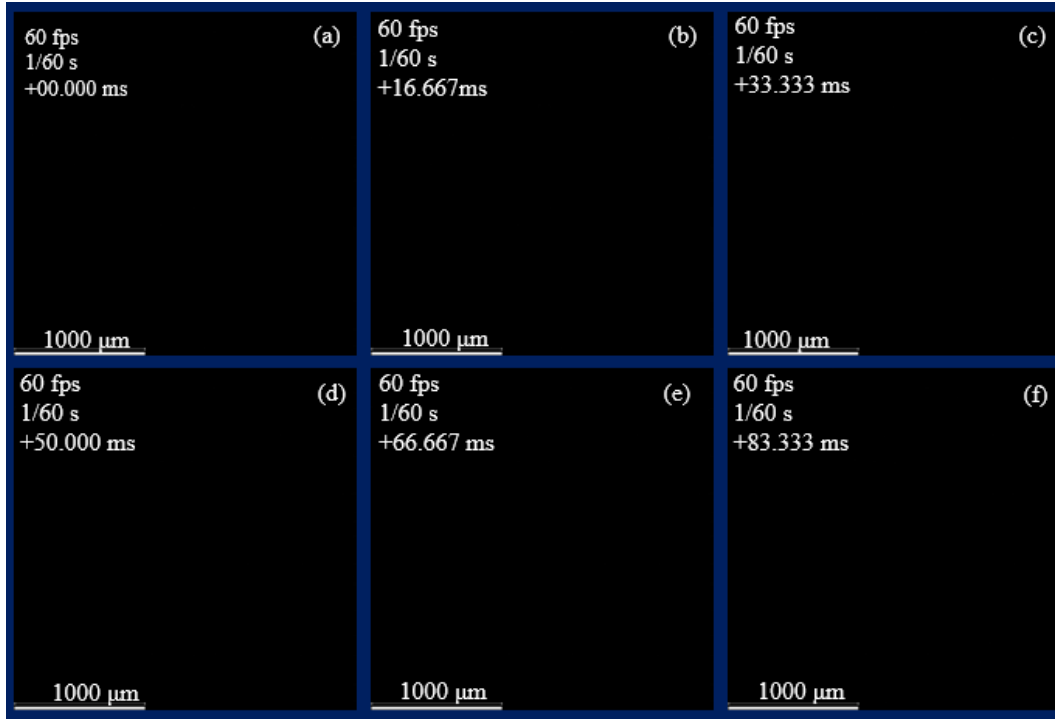 60 fps
1/60 s
+00.000 ms
(a)
1000 μm
60 fps
1/60 s
+16.667ms
(b)
1000 μm
60 fps
1/60 s
+33.333 ms
(c)
1000 μm
60 fps
1/60 s
+50.000 ms
(d)
1000 μm
60 fps
1/60 s
+66.667 ms
(e)
1000 μm
60 fps
1/60 s
+83.333 ms
(f)
1000 μm